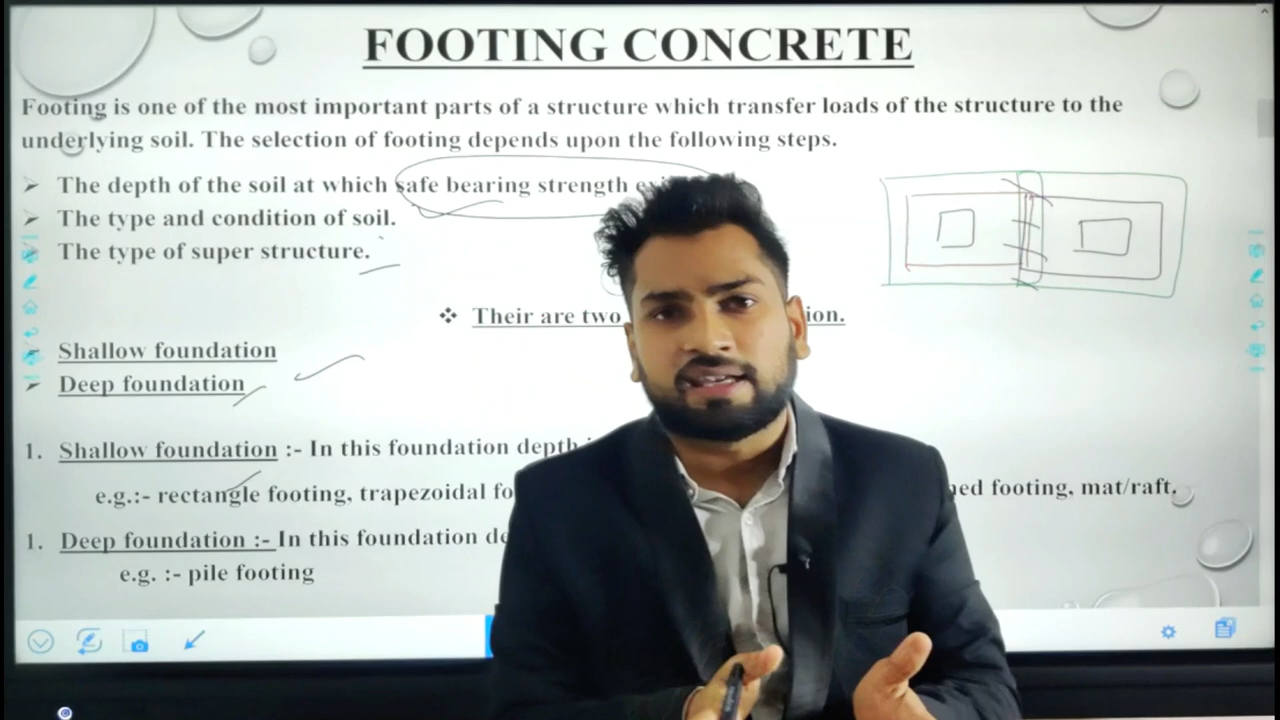 FOOTING CONCRETE
Footing is one of the most important parts of a structure which transfer loads of the structure to the
underlying soil. The selection of footing depends upon the following steps.
The depth of the soil at which safe bearing strength
The type and condition of soil.
The type of super structure.
Their are two
Shallow foundation
Deep foundation
1. Shallow foundation :- In this foundation depth
e.g.:- rectangle footing, trapezoidal footing, mat/raft.
1. Deep foundation :- In this foundation
e.g. :- pile footing